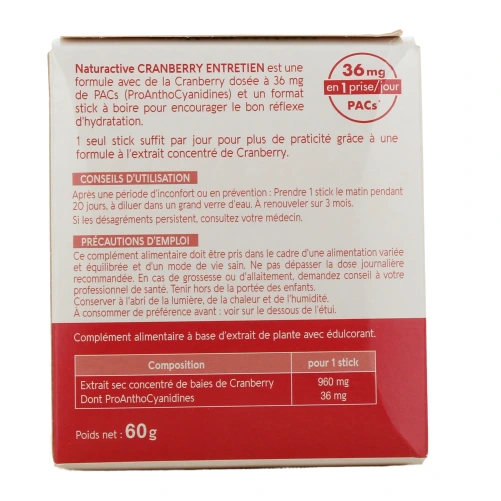 Naturactive CRANBERRY ENTRETIEN est une
formule avec de la Cranberry dosée à 36 mg
de PACs (ProAnthoCyanidines) et un format
stick à boire pour encourager le bon réflexe
d'hydratation.
36 mg
en 1 prise/jour
PACs*
1 seul stick suffit par jour pour plus de praticité grâce à une
formule à l'extrait concentré de Cranberry.
CONSEILS D'UTILISATION
Après une période d'inconfort ou en prévention : Prendre 1 stick le matin pendant
20 jours, à diluer dans un grand verre d'eau. À renouveler sur 3 mois.
Si les désagréments persistent, consultez votre médecin.
PRÉCAUTIONS D'EMPLOI
Ce complément alimentaire doit être pris dans le cadre d'une alimentation variée
et équilibrée et d'un mode de vie sain. Ne pas dépasser la dose journalière
recommandée. En cas de grossesse ou d'allaitement, demandez conseil à votre
professionnel de santé. Tenir hors de la portée des enfants.
Conserver à l'abri de la lumière, de la chaleur et de l'humidité.
À consommer de préférence avant : voir sur le dessous de l'étui.
Complément alimentaire à base d'extrait de plante avec édulcorant.
Composition pour 1 stick
Extrait sec concentré de baies de Cranberry 960 mg
Dont ProAnthoCyanidines 36 mg
Poids net : 60 g